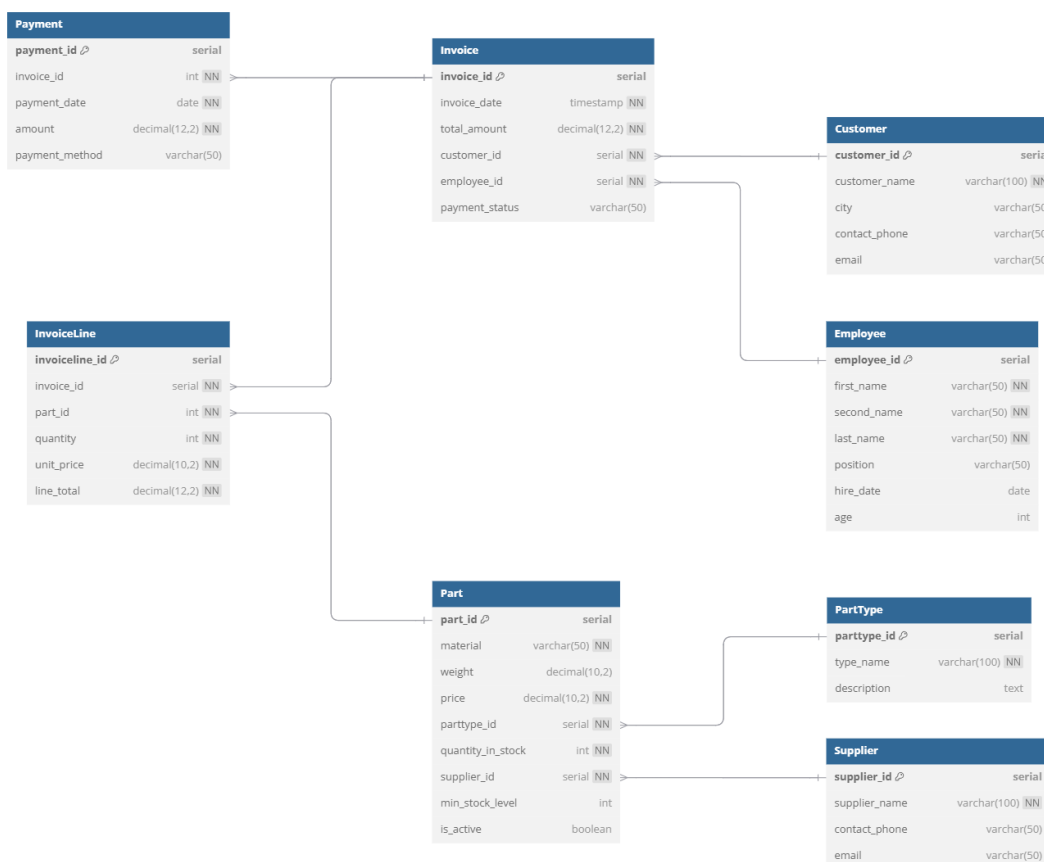 Payment
payment_id serial
invoice_id int NN
payment_date date NN
amount decimal(12,2) NN
payment_method varchar(50)
Invoice
invoice_id serial
invoice_date timestamp NN
total_amount decimal(12,2) NN
customer_id serial NN
employee_id serial NN
payment_status varchar(50)
Customer
customer_id
customer_name varchar(100) NN
city
contact_phone
email
InvoiceLine
invoiceline_id serial
invoice_id serial NN
part_id int NN
quantity int NN
unit_price decimal(10,2) NN
line_total decimal(12,2) NN
Employee
employee_id serial
first_name varchar(50) NN
second_name varchar(50) NN
last_name varchar(50) NN
position varchar(50)
hire_date date
age int
Part
part_id serial
material varchar(50) NN
weight decimal(10,2)
price decimal(10,2) NN
parttype_id serial NN
quantity_in_stock int NN
supplier_id serial NN
min_stock_level int
is_active boolean
PartType
parttype_id serial
type_name varchar(100) NN
description text
Supplier
supplier_id serial
supplier_name varchar(100) NN
contact_phone varchar(50)
email varchar(50)